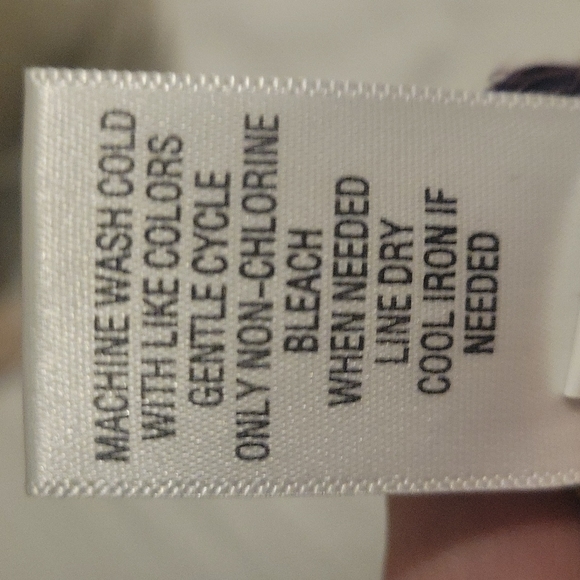 MACHINE WASH COLD
WITH LIKE COLORS
GENTLE CYCLE
ONLY NON-CHLORINE
BLEACH
WHEN NEEDED
LINE DRY
COOL IRON IF
NEEDED